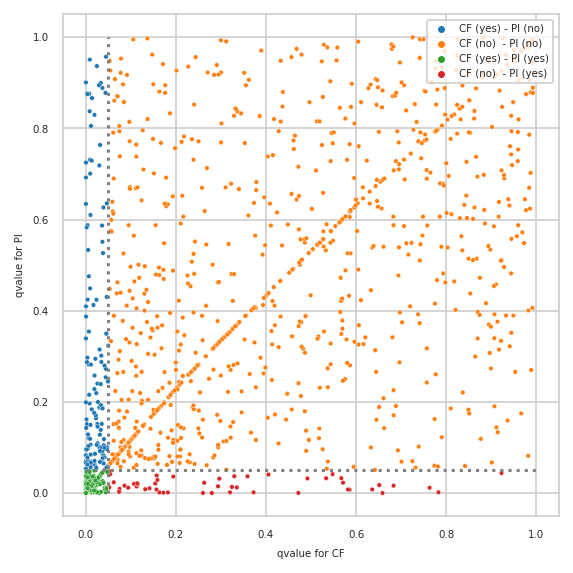 CF (yes) - PI (no)
CF (no)  - PI (no)
CF (yes) - PI (yes)
CF (no)  - PI (yes)
1.0
0.8
0.6
0.4
0.2
0.0
qvalue for PI
0.0 0.2 0.4 0.6 0.8 1.0
qvalue for CF